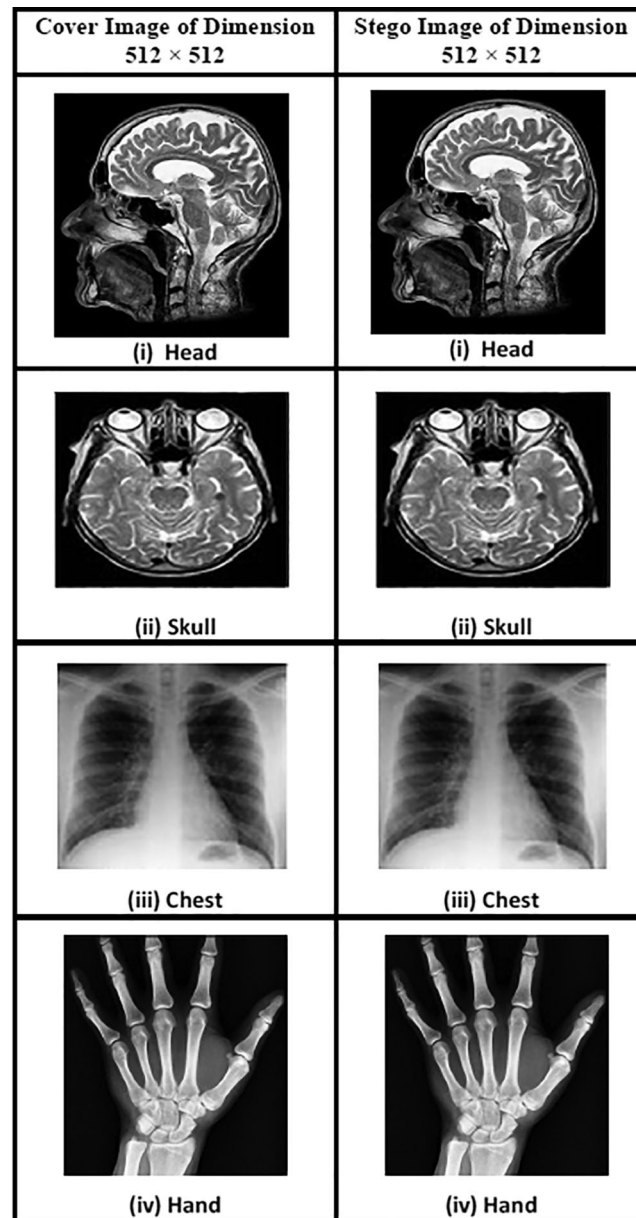 Cover Image of Dimension
512 × 512
Stego Image of Dimension
512 × 512
(i) Head
(i) Head
(ii) Skull
(ii) Skull
(iii) Chest
(iii) Chest
(iv) Hand
(iv) Hand